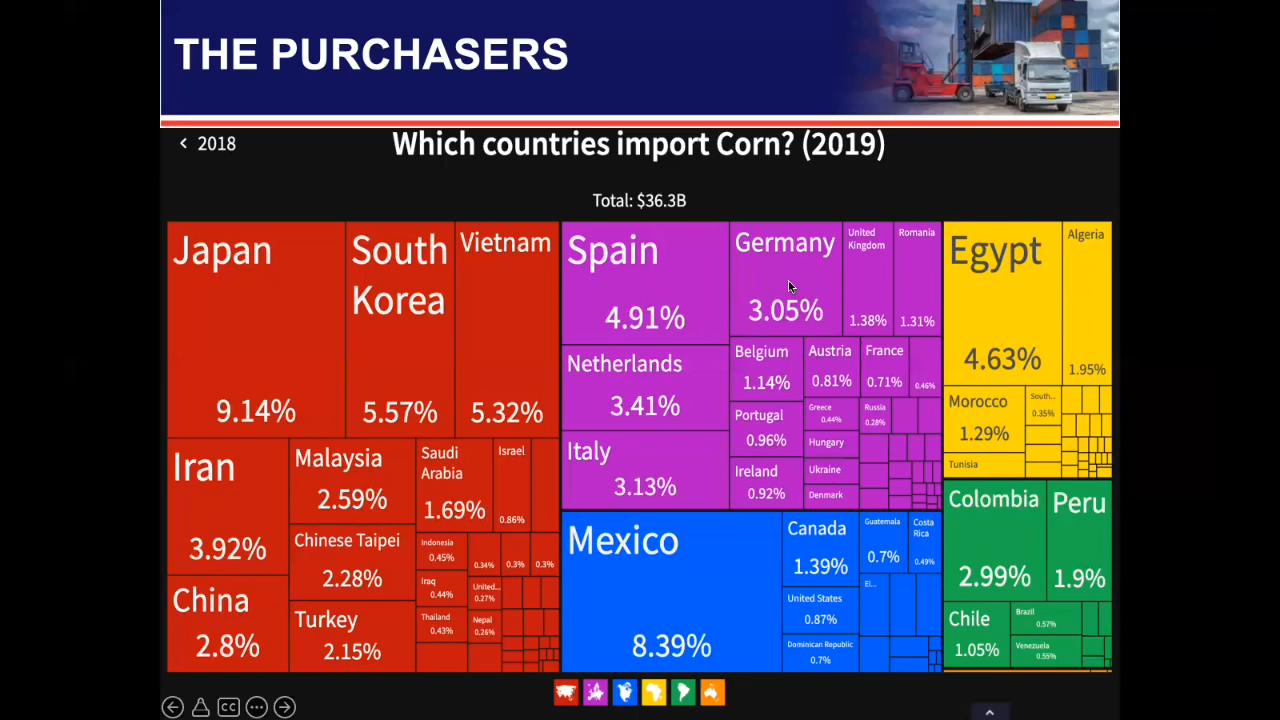 THE PURCHASERS
< 2018
Which countries import Corn? (2019)
Total: $36.3B
Japan
9.14%
South
Korea
5.57%
Vietnam
5.32%
Iran
3.92%
China
2.8%
Malaysia
2.59%
Chinese Taipei
2.28%
Turkey
2.15%
Saudi
Arabia
1.69%
Israel
0.86%
Indonesia
0.45%
Iraq
0.44%
Thailand
0.43%
0.34%
0.3%
0.3%
United...
0.27%
Nepal
0.26%
Spain
4.91%
Netherlands
3.41%
Italy
3.13%
Germany
3.05%
United
Kingdom
1.38%
Romania
1.31%
Belgium
1.14%
Austria
0.81%
France
0.71%
0.46%
Portugal
0.96%
Greece
0.44%
Russia
0.28%
Hungary
Ireland
0.92%
Ukraine
Denmark
Mexico
8.39%
Canada
1.39%
United States
0.87%
Dominican Republic
0.7%
Guatemala
0.7%
Costa
Rica
0.49%
El...
Egypt
4.63%
Algeria
1.95%
Morocco
1.29%
South...
0.35%
Tunisia
Colombia
2.99%
Peru
1.9%
Chile
1.05%
Brazil
0.57%
Venezuela
0.55%
CC